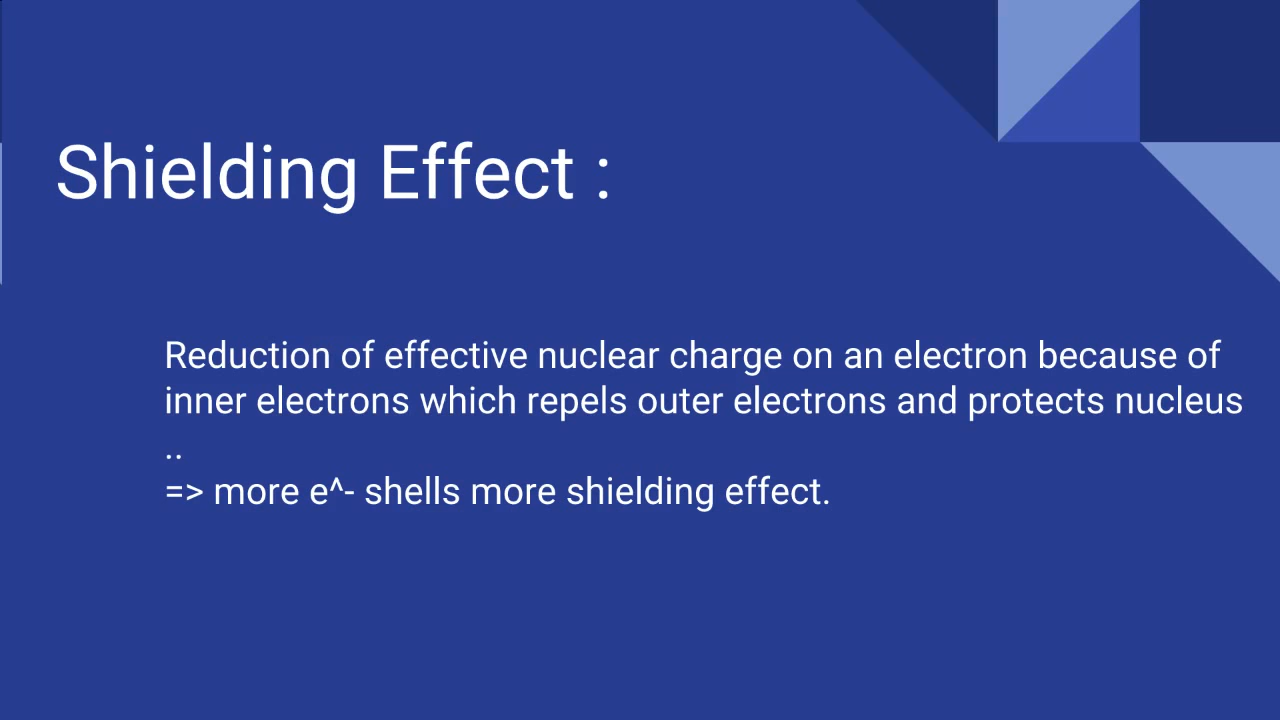 Shielding Effect :
Reduction of effective nuclear charge on an electron because of
inner electrons which repels outer electrons and protects nucleus
..
=> more e^- shells more shielding effect.